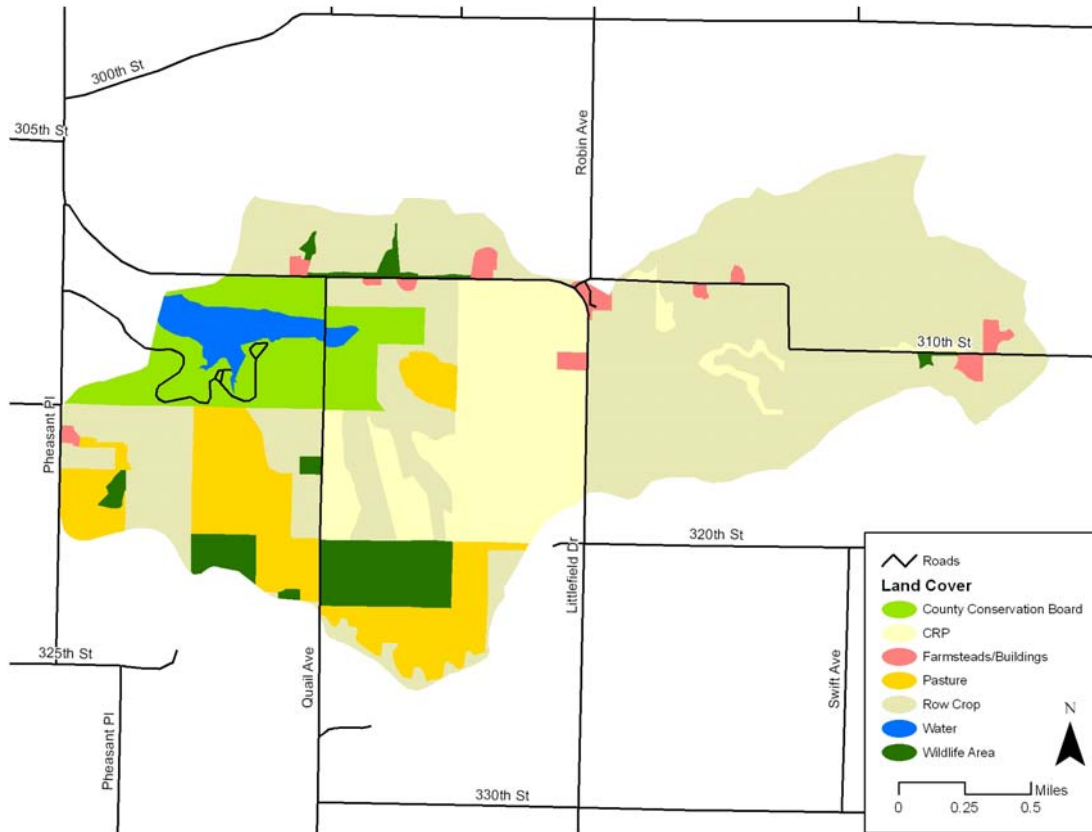 300th St
305th St
Robin Ave
310th St
Pheasant Pl
320th St
Littlefield Dr
325th St
Quail Ave
Swift Ave
Pheasant Pl
330th St
Roads
Land Cover
County Conservation Board
CRP
Farmsteads/Buildings
Pasture
Row Crop
Water
Wildlife Area
N
Miles
0 0.25 0.5